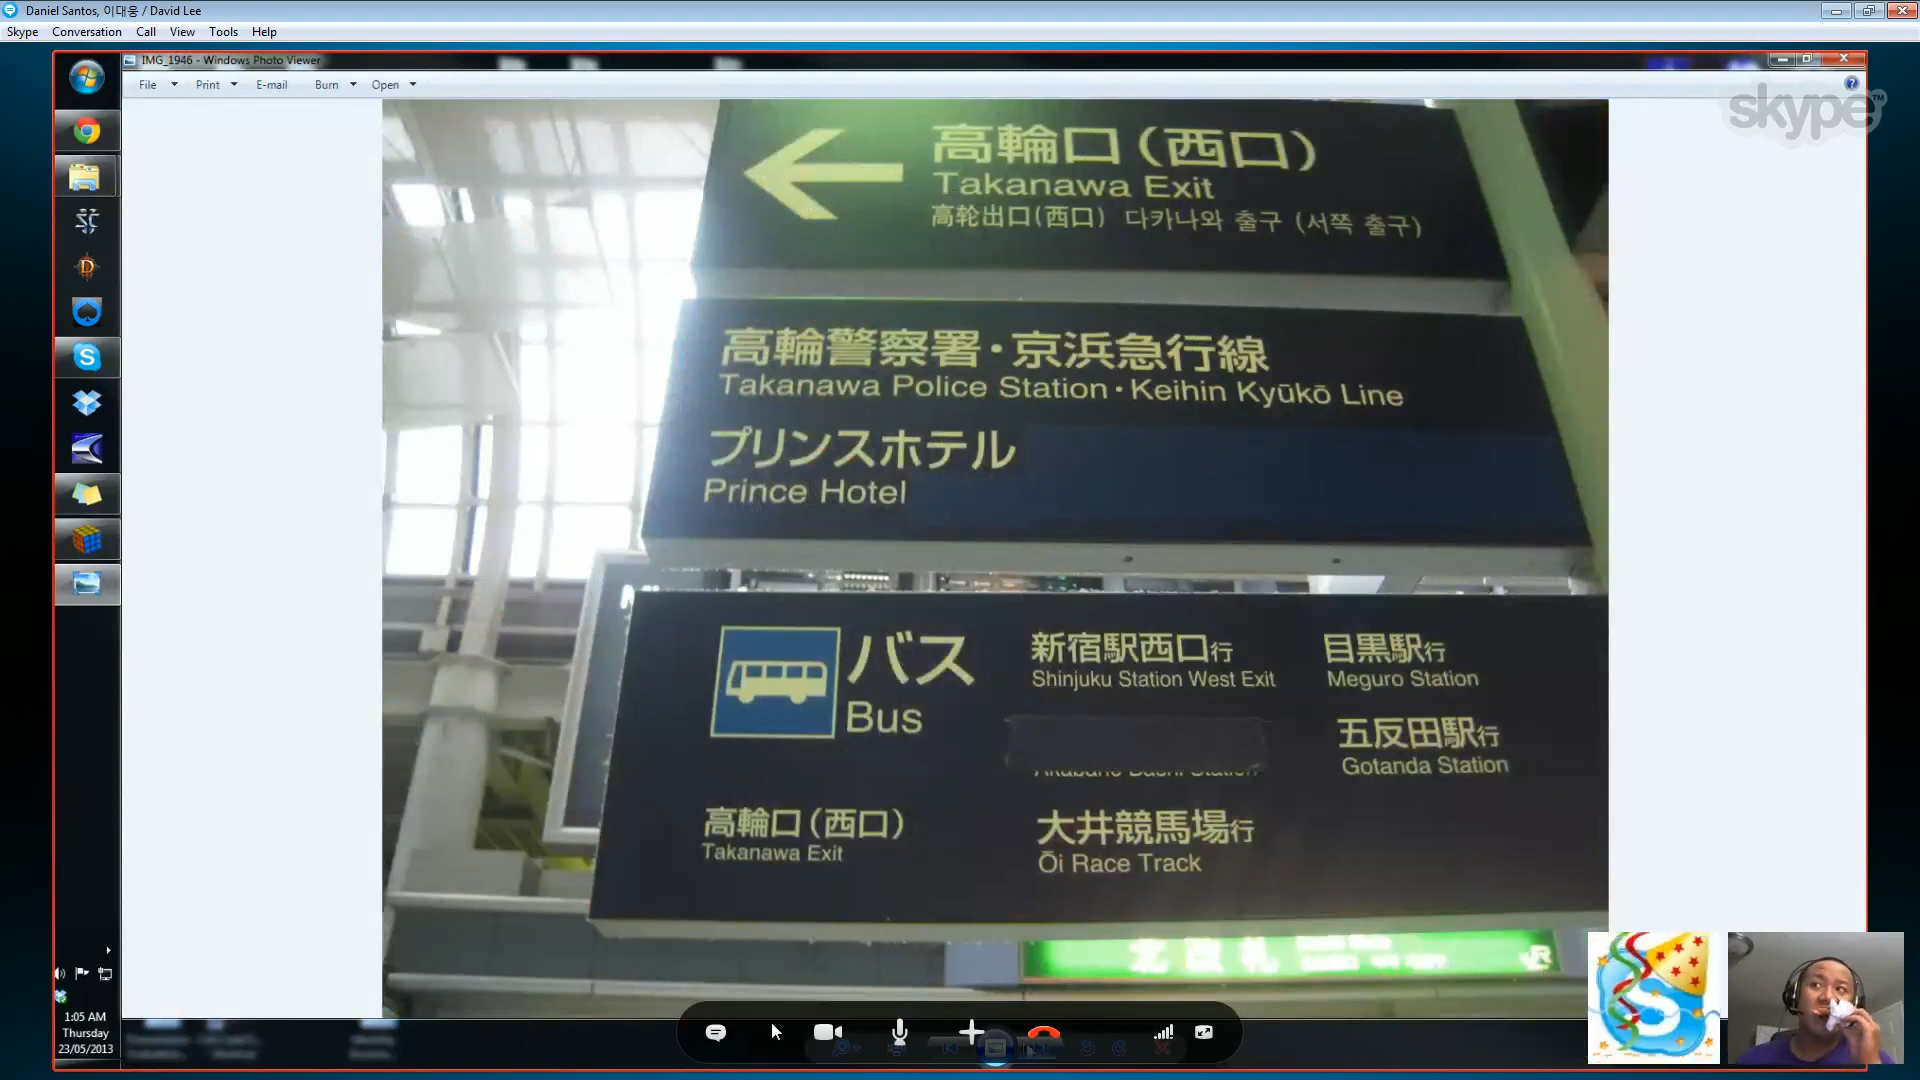 Daniel Santos, 이대웅 / David Lee
Skype Conversation Call View Tools Help
IMG_1946 - Windows Photo Viewer
File Print E-mail Burn Open
skype™
高輪口（西口）
Takanawa Exit
高轮出口（西口） 다카나와 출구 (서쪽 출구)
高輪警察署・京浜急行線
Takanawa Police Station・Keihin Kyūkō Line
プリンスホテル
Prince Hotel
バス
Bus
新宿駅西口行
Shinjuku Station West Exit
目黒駅行
Meguro Station
五反田駅行
Gotanda Station
高輪口（西口）
Takanawa Exit
大井競馬場行
Ōi Race Track
北改札
JR
1:05 AM
Thursday
23/05/2013